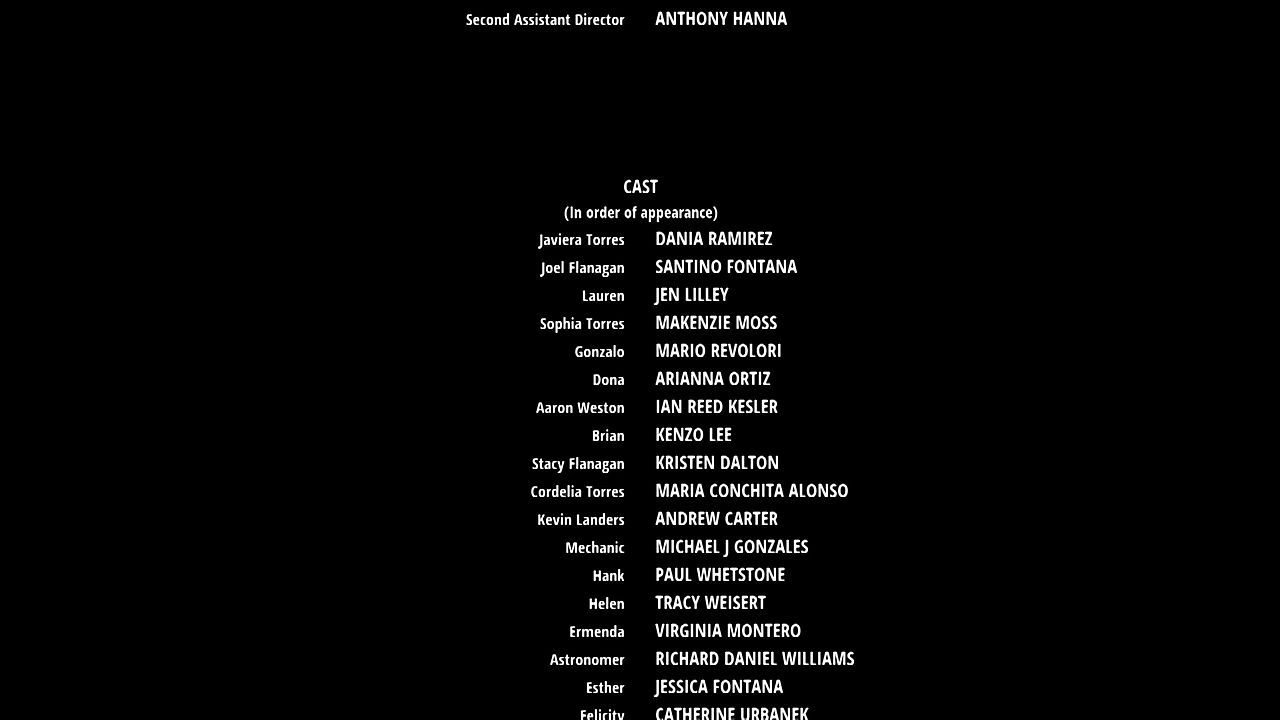 Second Assistant Director ANTHONY HANNA
CAST
(In order of appearance)
Javiera Torres DANIA RAMIREZ
Joel Flanagan SANTINO FONTANA
Lauren JEN LILLEY
Sophia Torres MAKENZIE MOSS
Gonzalo MARIO REVOLORI
Dona ARIANNA ORTIZ
Aaron Weston IAN REED KESLER
Brian KENZO LEE
Stacy Flanagan KRISTEN DALTON
Cordelia Torres MARIA CONCHITA ALONSO
Kevin Landers ANDREW CARTER
Mechanic MICHAEL J GONZALES
Hank PAUL WHETSTONE
Helen TRACY WEISERT
Ermenda VIRGINIA MONTERO
Astronomer RICHARD DANIEL WILLIAMS
Esther JESSICA FONTANA
Felicity CATHERINE URBANEK